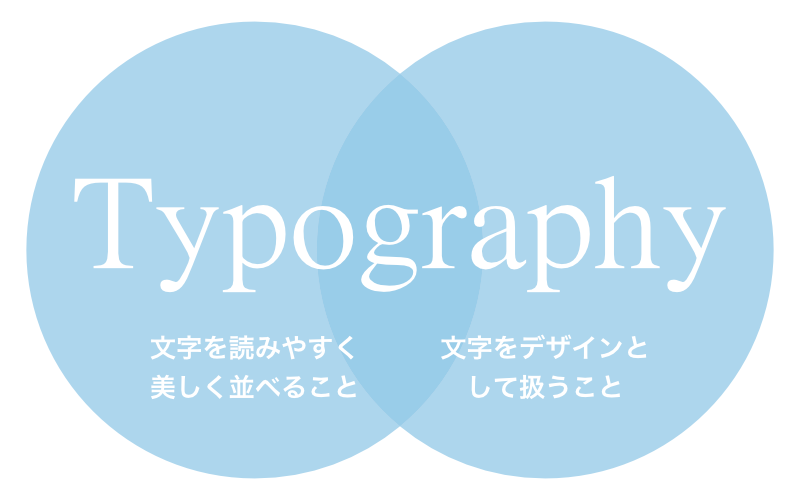 Typography
文字を読みやすく
美しく並べること
文字をデザインと
して扱うこと